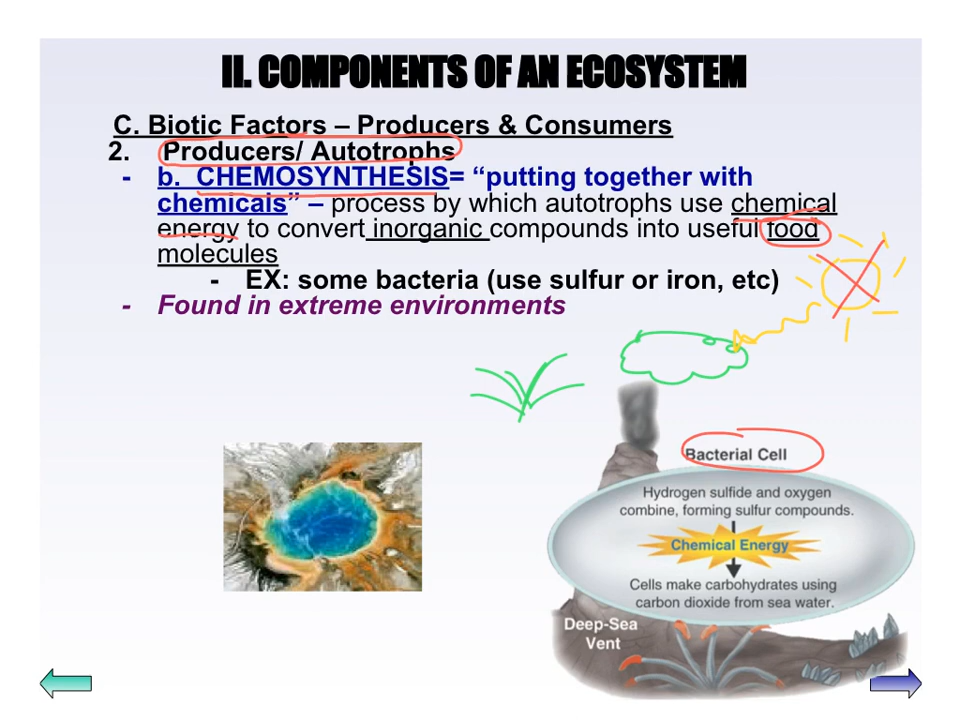 II. COMPONENTS OF AN ECOSYSTEM
C. Biotic Factors – Producers & Consumers
2. Producers/ Autotrophs
- b. CHEMOSYNTHESIS= “putting together with
chemicals” – process by which autotrophs use chemical
energy to convert inorganic compounds into useful food
molecules
- EX: some bacteria (use sulfur or iron, etc)
- Found in extreme environments
Bacterial Cell
Hydrogen sulfide and oxygen
combine, forming sulfur compounds.
Chemical Energy
Cells make carbohydrates using
carbon dioxide from sea water.
Deep-Sea
Vent